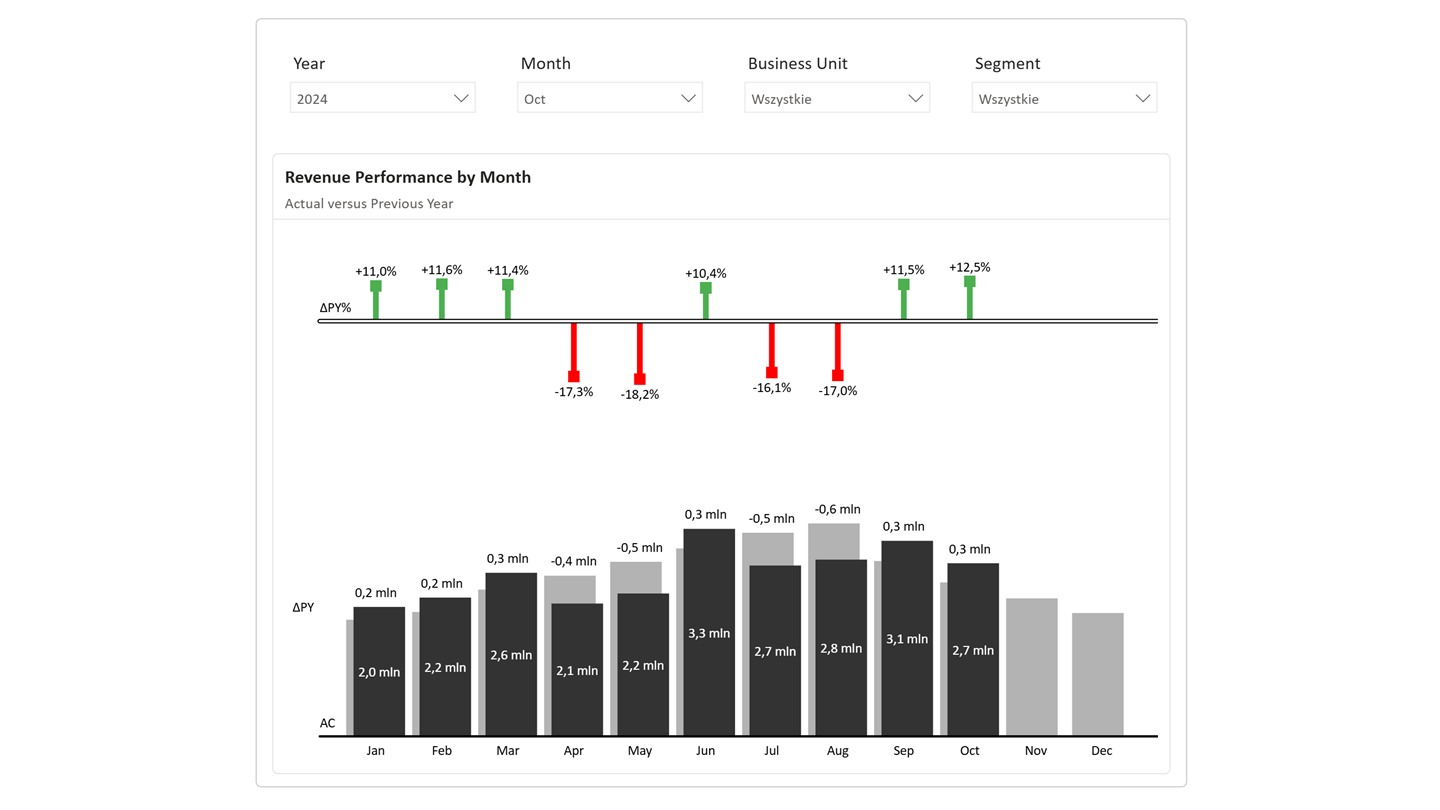 Year Month Business Unit Segment
2024 Oct Wszystkie Wszystkie
Revenue Performance by Month
Actual versus Previous Year
+11,0% +11,6% +11,4% +10,4% +11,5% +12,5%
ΔPY%
-17,3% -18,2% -16,1% -17,0%
0,2 mln 0,2 mln 0,3 mln -0,4 mln -0,5 mln 0,3 mln -0,5 mln -0,6 mln 0,3 mln 0,3 mln
ΔPY
2,0 mln 2,2 mln 2,6 mln 2,1 mln 2,2 mln 3,3 mln 2,7 mln 2,8 mln 3,1 mln 2,7 mln
AC
Jan Feb Mar Apr May Jun Jul Aug Sep Oct Nov Dec